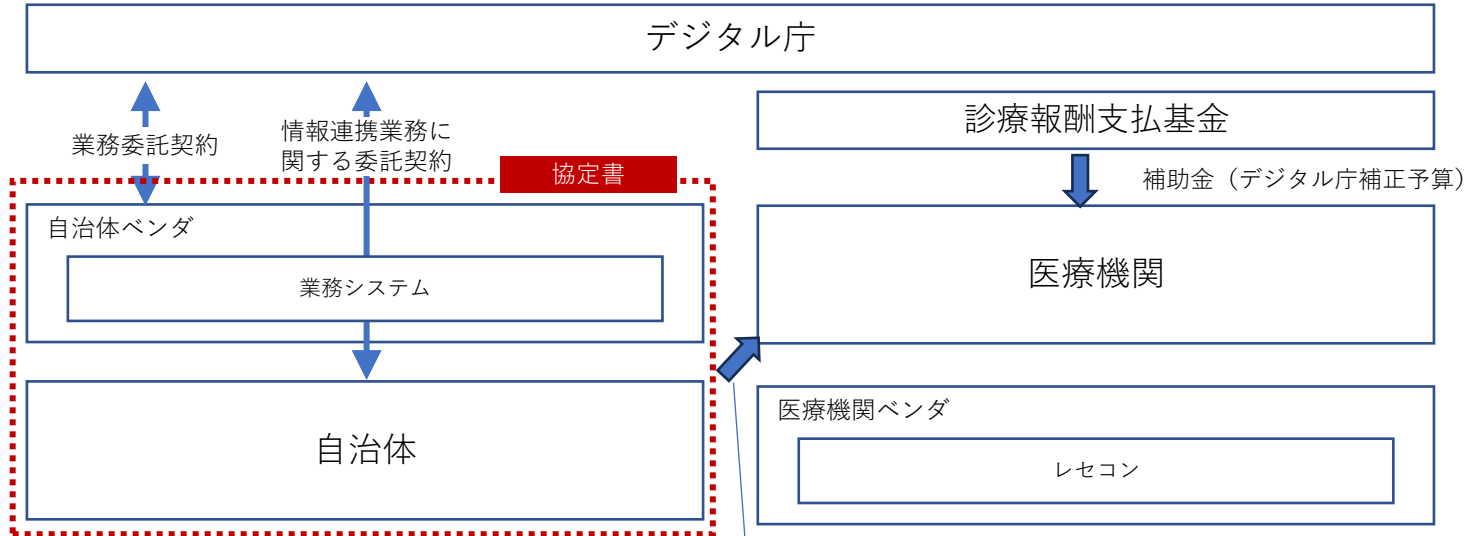 デジタル庁
業務委託契約
情報連携業務に
関する委託契約
協定書
自治体ベンダ
業務システム
自治体
診療報酬支払基金
補助金（デジタル庁補正予算）
医療機関
医療機関ベンダ
レセコン